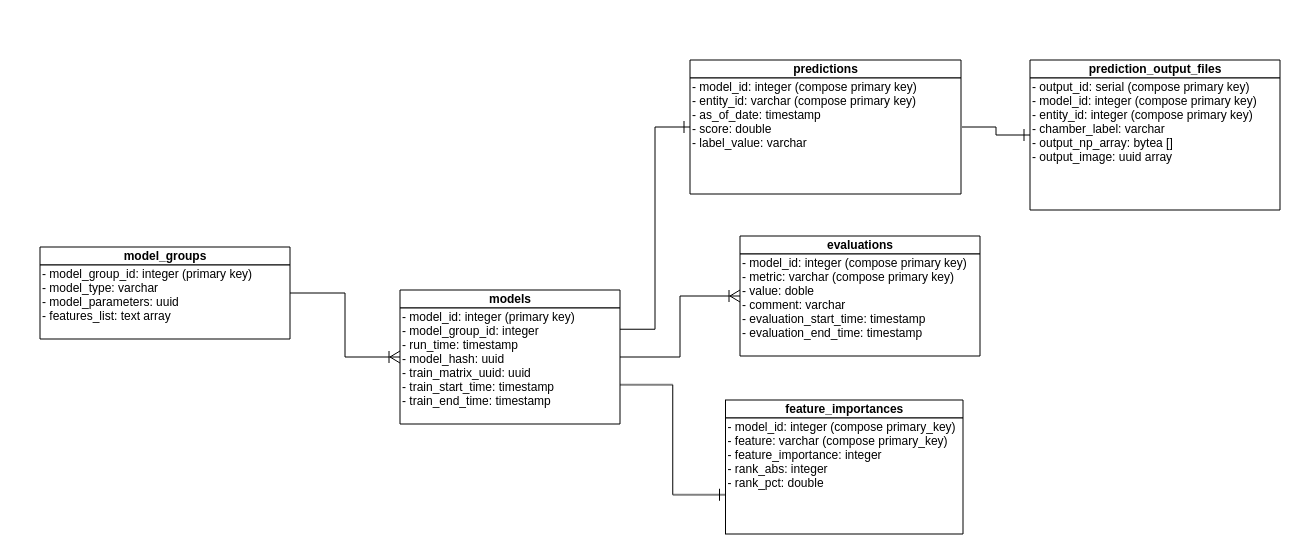 predictions
- model_id: integer (compose primary key)
- entity_id: varchar (compose primary key)
- as_of_date: timestamp
- score: double
- label_value: varchar
prediction_output_files
- output_id: serial (compose primary key)
- model_id: integer (compose primary key)
- entity_id: integer (compose primary key)
- chamber_label: varchar
- output_np_array: bytea []
- output_image: uuid array
model_groups
- model_group_id: integer (primary key)
- model_type: varchar
- model_parameters: uuid
- features_list: text array
models
- model_id: integer (primary key)
- model_group_id: integer
- run_time: timestamp
- model_hash: uuid
- train_matrix_uuid: uuid
- train_start_time: timestamp
- train_end_time: timestamp
evaluations
- model_id: integer (compose primary key)
- metric: varchar (compose primary key)
- value: doble
- comment: varchar
- evaluation_start_time: timestamp
- evaluation_end_time: timestamp
feature_importances
- model_id: integer (compose primary_key)
- feature: varchar (compose primary_key)
- feature_importance: integer
- rank_abs: integer
- rank_pct: double